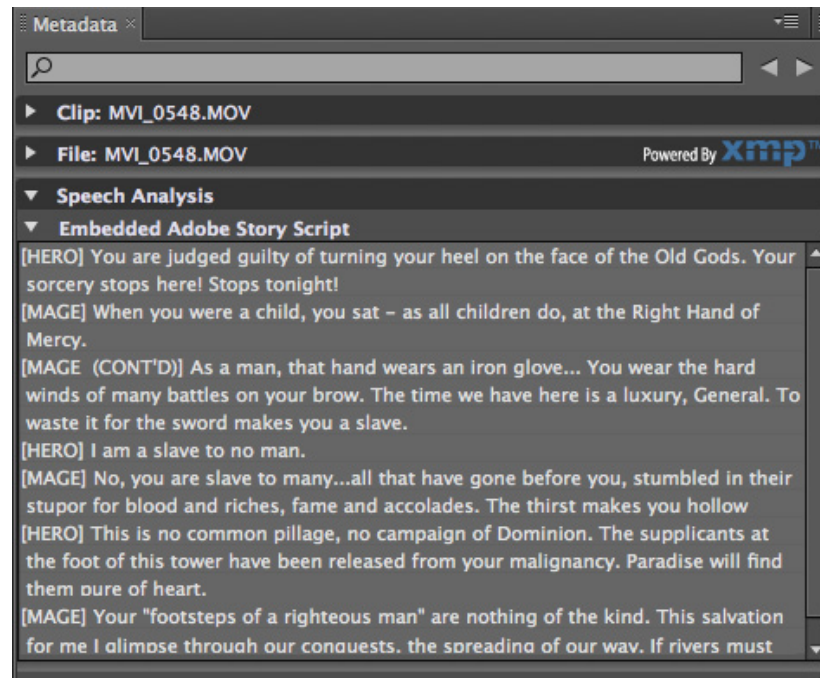 Metadata ×
Clip: MVI_0548.MOV
File: MVI_0548.MOV Powered By xmp™
Speech Analysis
Embedded Adobe Story Script
[HERO] You are judged guilty of turning your heel on the face of the Old Gods. Your
sorcery stops here! Stops tonight!
[MAGE] When you were a child, you sat – as all children do, at the Right Hand of
Mercy.
[MAGE (CONT'D)] As a man, that hand wears an iron glove... You wear the hard
winds of many battles on your brow. The time we have here is a luxury, General. To
waste it for the sword makes you a slave.
[HERO] I am a slave to no man.
[MAGE] No, you are slave to many...all that have gone before you, stumbled in their
stupor for blood and riches, fame and accolades. The thirst makes you hollow
[HERO] This is no common pillage, no campaign of Dominion. The supplicants at
the foot of this tower have been released from your malignancy. Paradise will find
them pure of heart.
[MAGE] Your "footsteps of a righteous man" are nothing of the kind. This salvation
for me I glimpse through our conquests, the spreading of our way. If rivers must